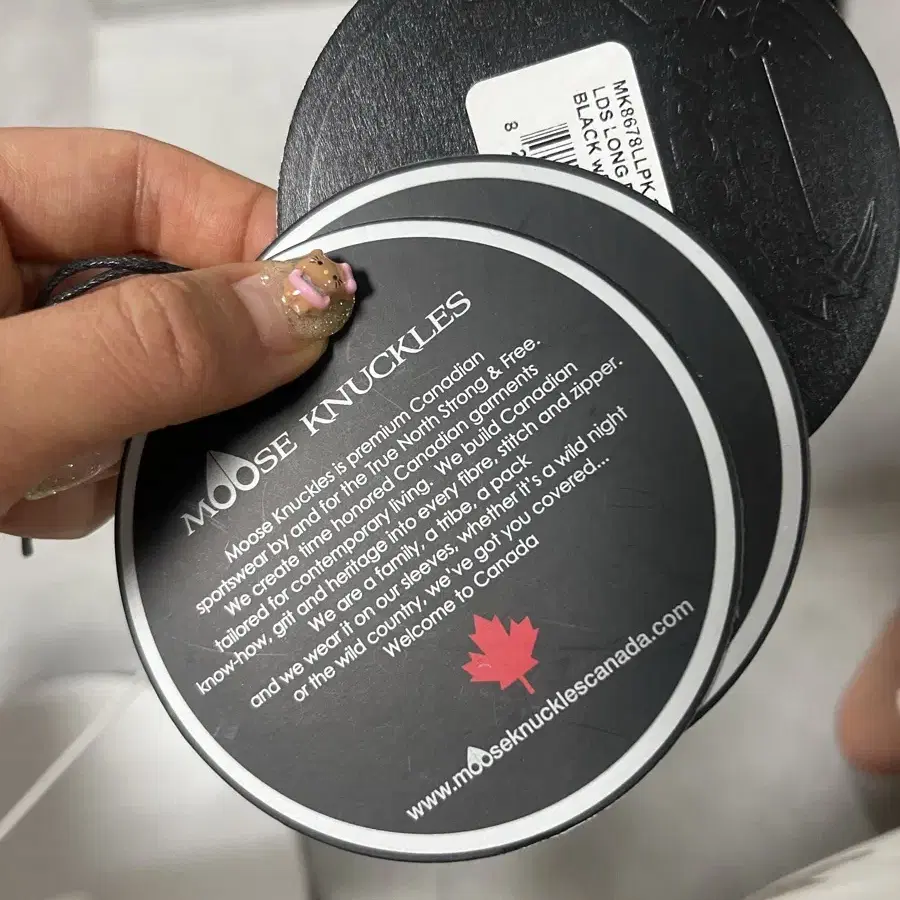 MK8678LLPK
LDS LONG
BLACK
8
MOOSE KNUCKLES
Moose Knuckles is premium Canadian
sportswear by and for the True North Strong & Free.
We create time honored Canadian garments
tailored for contemporary living. We build Canadian
know-how, grit and heritage into every fibre, stitch and zipper.
We are a family, a tribe, a pack
and we wear it on our sleeves, whether it's a wild night
or the wild country, we've got you covered...
Welcome to Canada
www.mooseknucklescanada.com